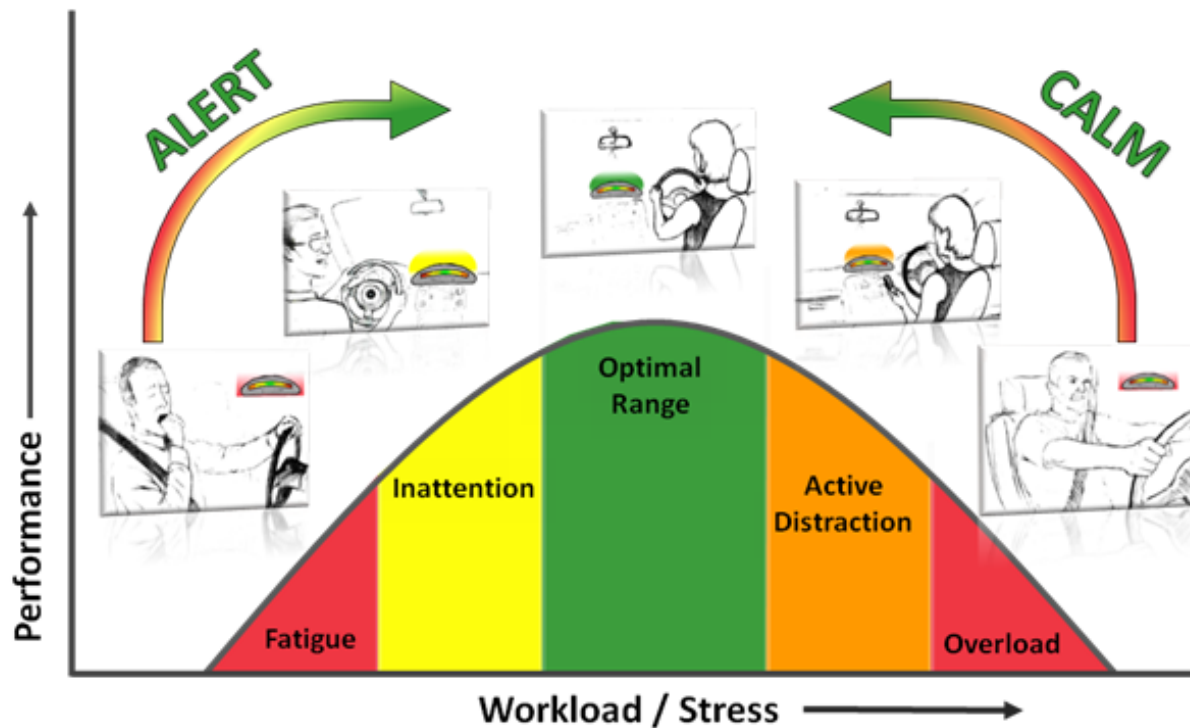 ALERT
CALM
Optimal
Range
Inattention
Active
Distraction
Fatigue
Overload
Performance
Workload / Stress